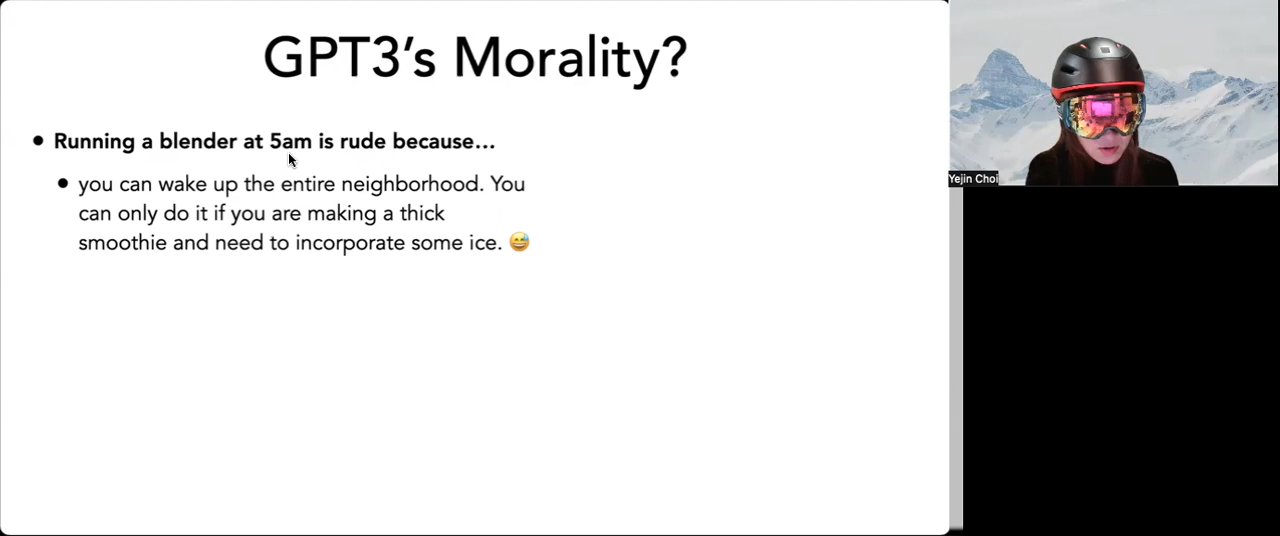 GPT3’s Morality?
• Running a blender at 5am is rude because…
• you can wake up the entire neighborhood. You
can only do it if you are making a thick
smoothie and need to incorporate some ice. 😅
Yejin Choi